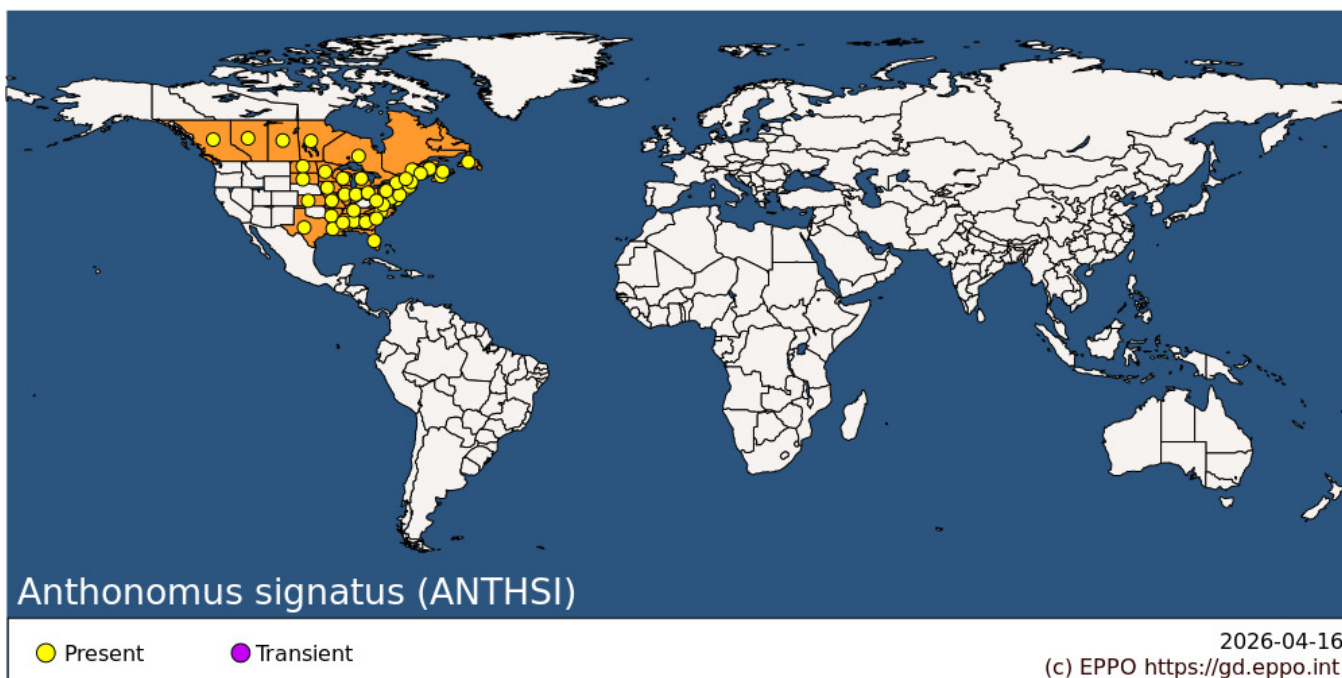 Anthonomus signatus (ANTHSI)
Present
Transient
2026-04-16
(c) EPPO https://gd.eppo.int